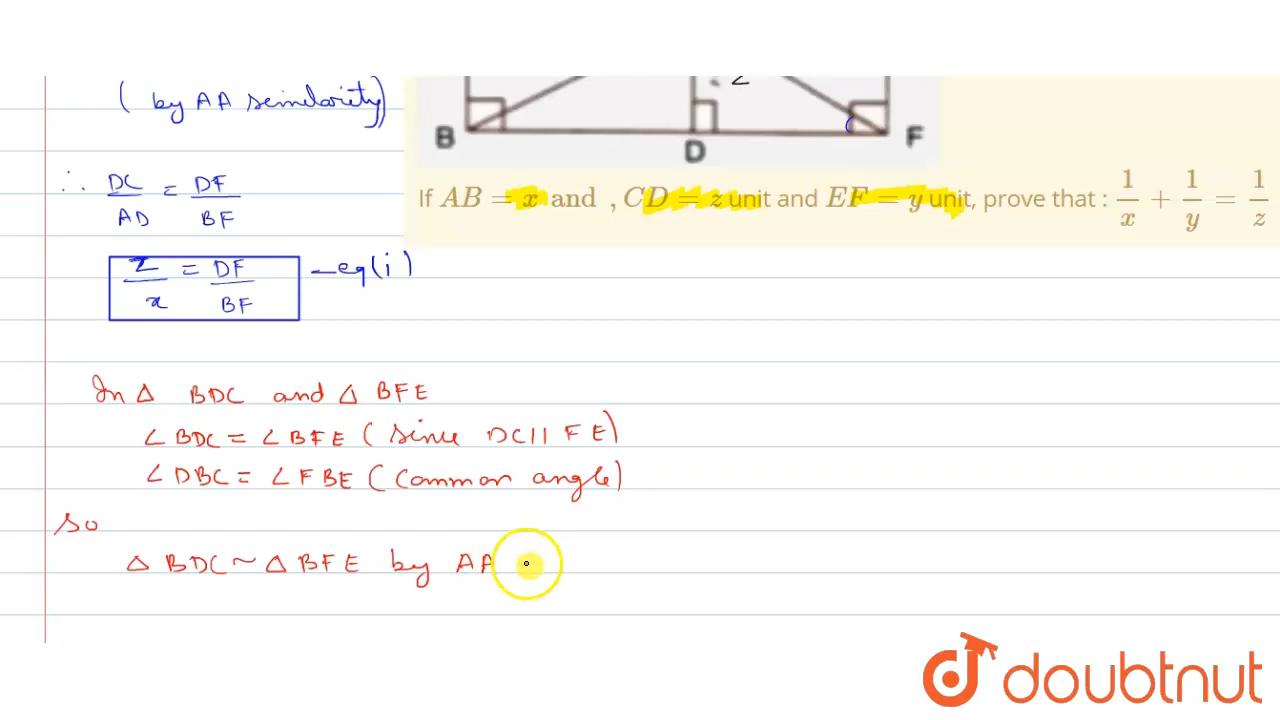 (by AA semilarity)
∴ DC/AD = DF/BF
z/x = DF/BF —eq(i)
B
D
F
z
If AB = x and , CD = z unit and EF = y unit, prove that : 1/x + 1/y = 1/z
In △ BDC and △ BFE
∠BDC = ∠BFE (since DC || FE)
∠DBC = ∠FBE (Common angle)
so
△ BDC ~ △ BFE by AA
doubtnut